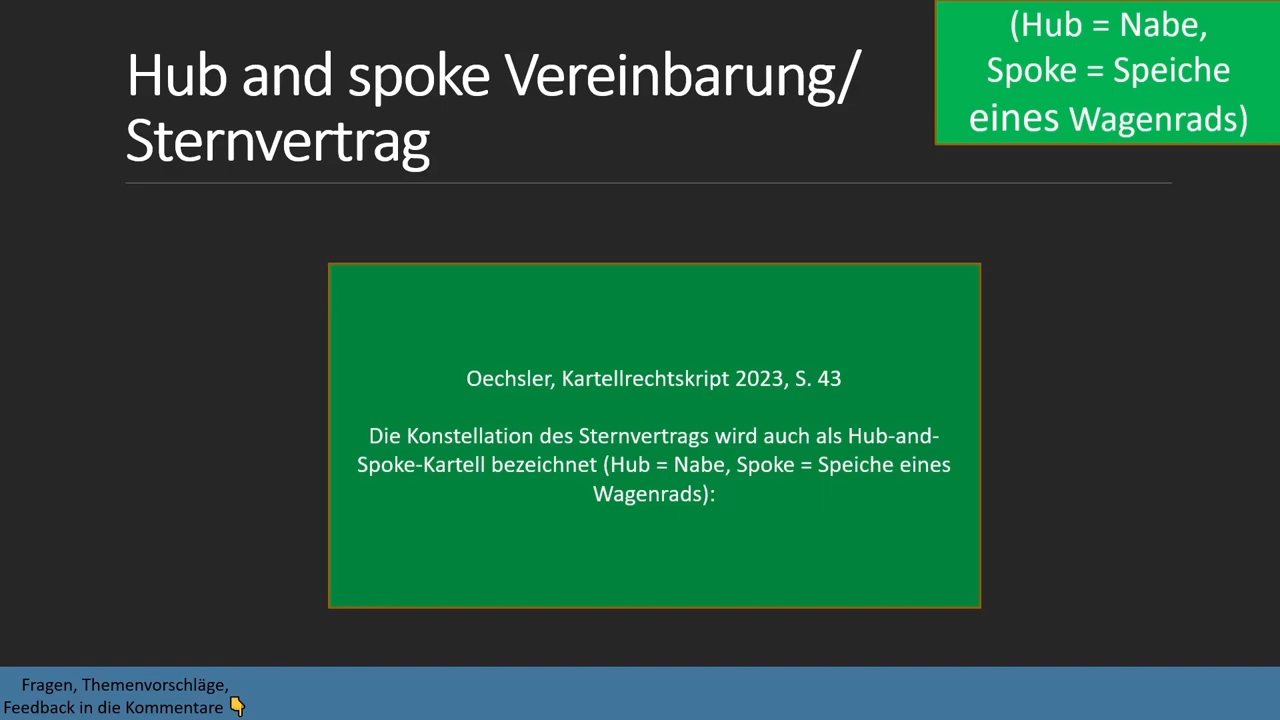 Hub and spoke Vereinbarung/
Sternvertrag
(Hub = Nabe,
Spoke = Speiche
eines Wagenrads)
Oechsler, Kartellrechtskript 2023, S. 43
Die Konstellation des Sternvertrags wird auch als Hub-and-
Spoke-Kartell bezeichnet (Hub = Nabe, Spoke = Speiche eines
Wagenrads):
Fragen, Themenvorschläge,
Feedback in die Kommentare 👇